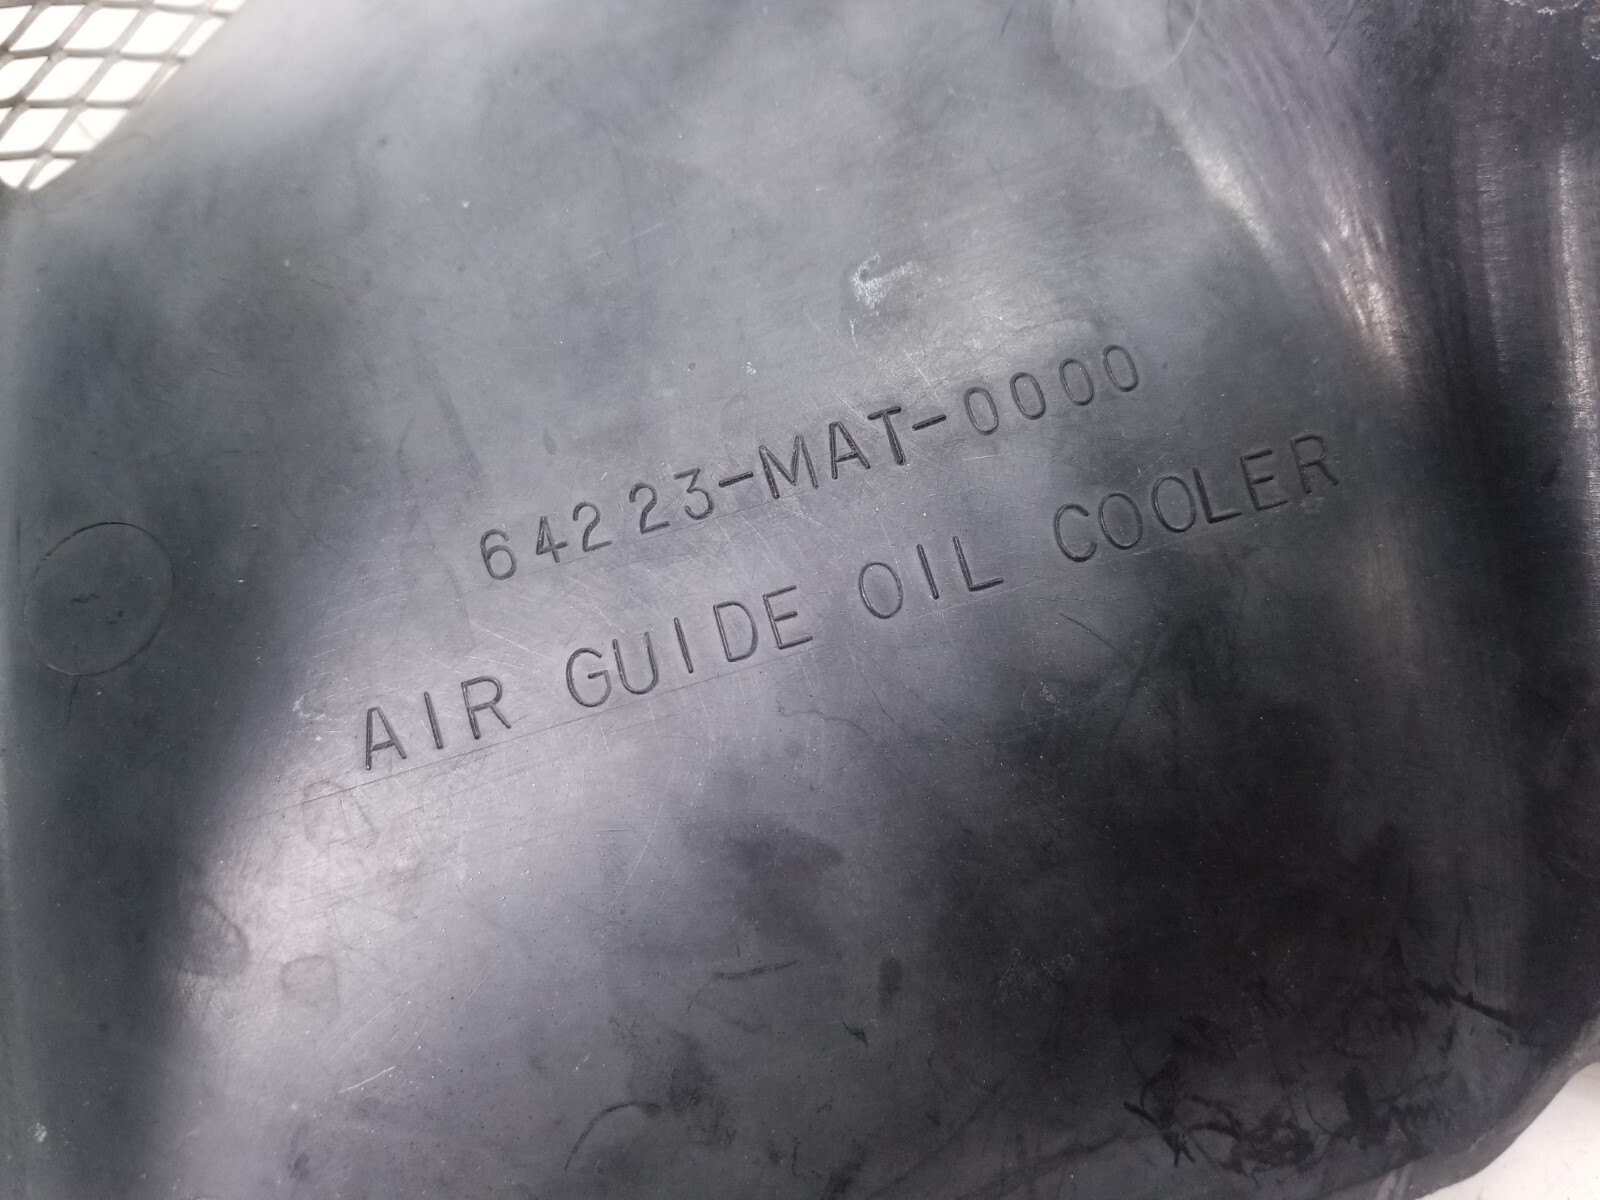 64223-MAT-0000
AIR GUIDE OIL COOLER